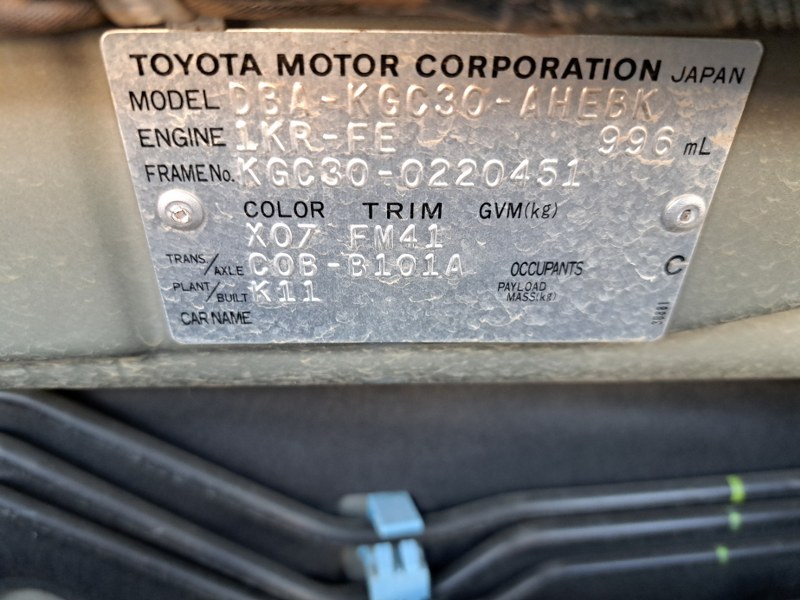 TOYOTA MOTOR CORPORATION JAPAN
MODEL DBA-KGC30-AHEBK
ENGINE 1KR-FE 996 mL
FRAME No. KGC30-0220451
COLOR TRIM GVM(kg)
X07 FM41
TRANS./AXLE C0B-B101A OCCUPANTS C
PLANT/BUILT K11 PAYLOAD MASS(kg)
CAR NAME